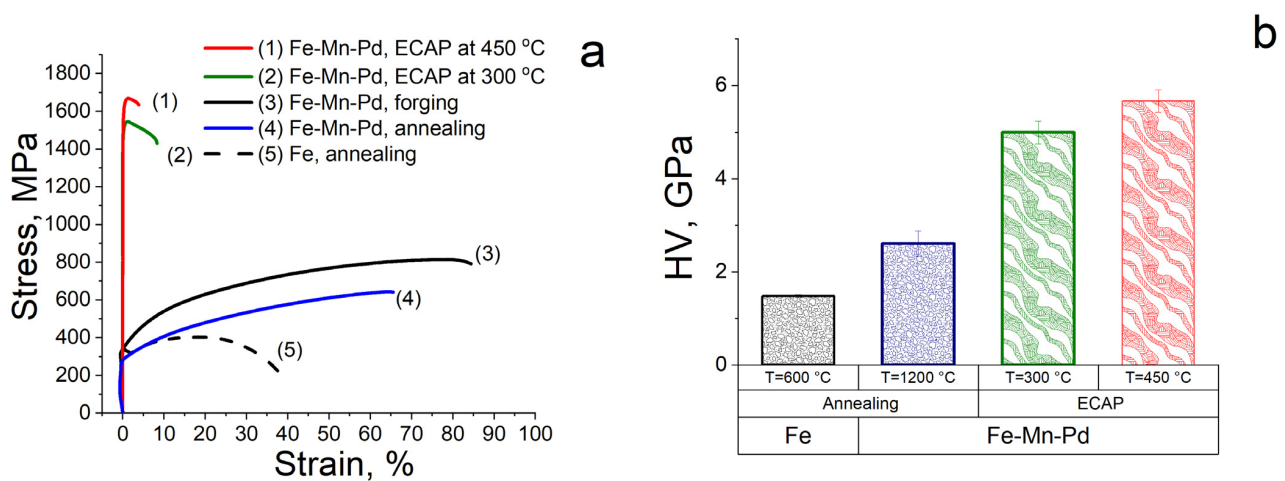 a
(1) Fe-Mn-Pd, ECAP at 450 °C
(2) Fe-Mn-Pd, ECAP at 300 °C
(3) Fe-Mn-Pd, forging
(4) Fe-Mn-Pd, annealing
(5) Fe, annealing
Stress, MPa
1800
1600
1400
1200
1000
800
600
400
200
0
(1)
(2)
(3)
(4)
(5)
0 10 20 30 40 50 60 70 80 90 100
Strain, %
b
HV, GPa
6
4
2
0
T=600 °C T=1200 °C T=300 °C T=450 °C
Annealing ECAP
Fe Fe-Mn-Pd